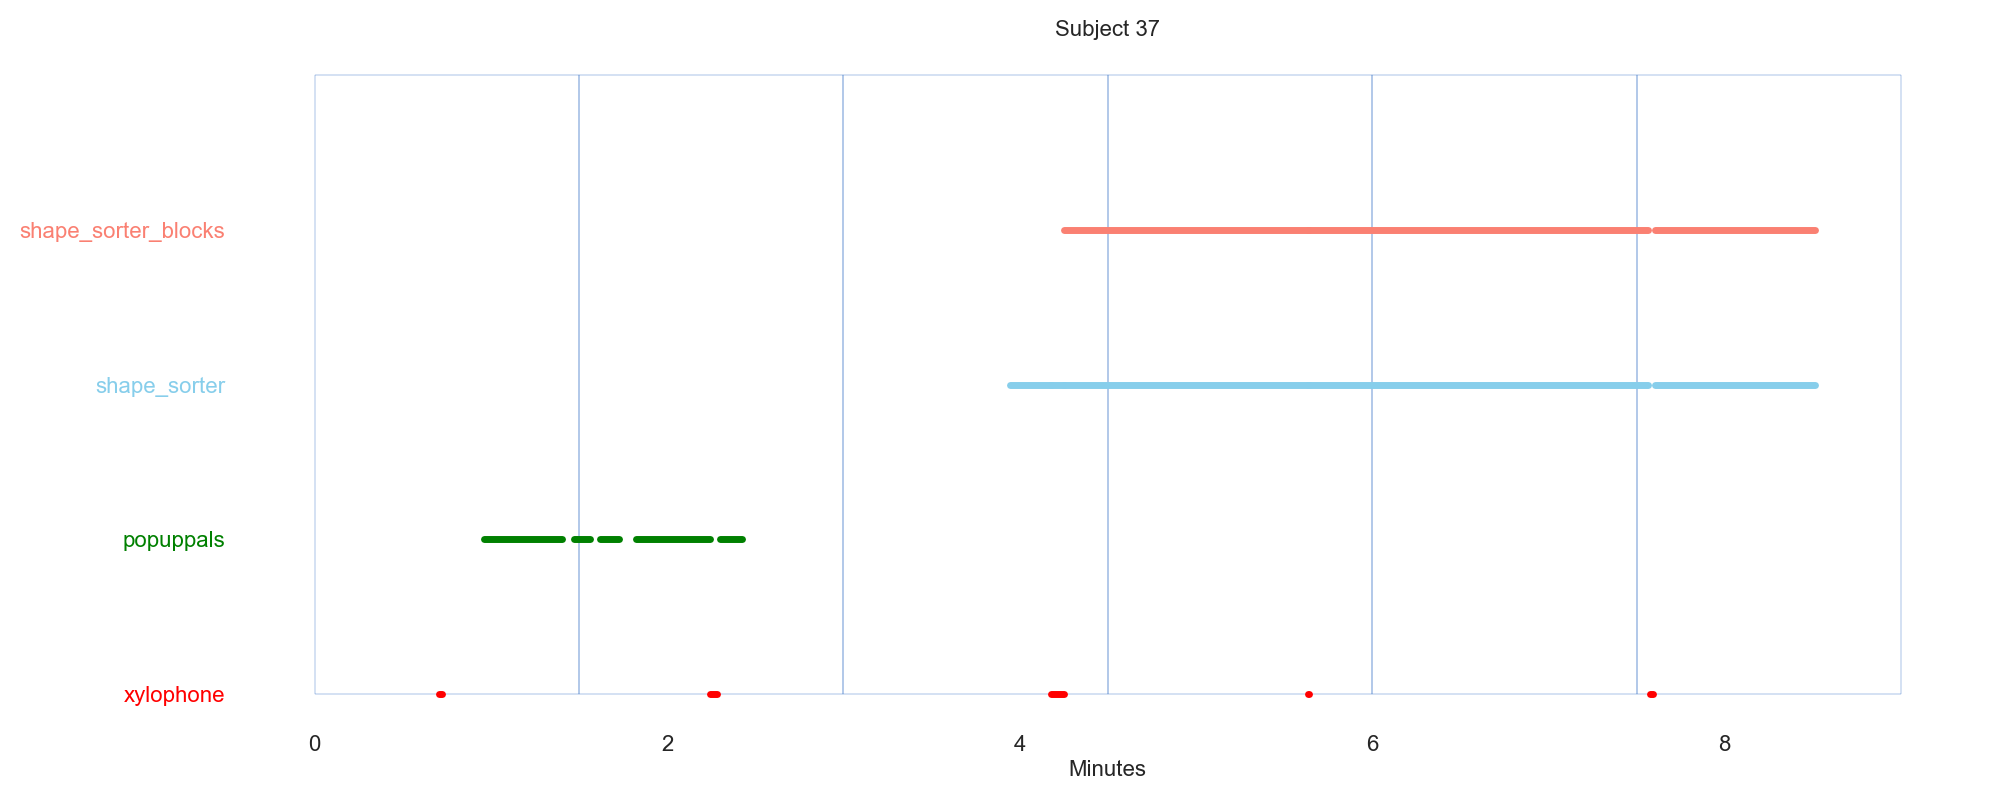 Subject 37
shape_sorter_blocks
shape_sorter
popuppals
xylophone
0 2 4 6 8
Minutes